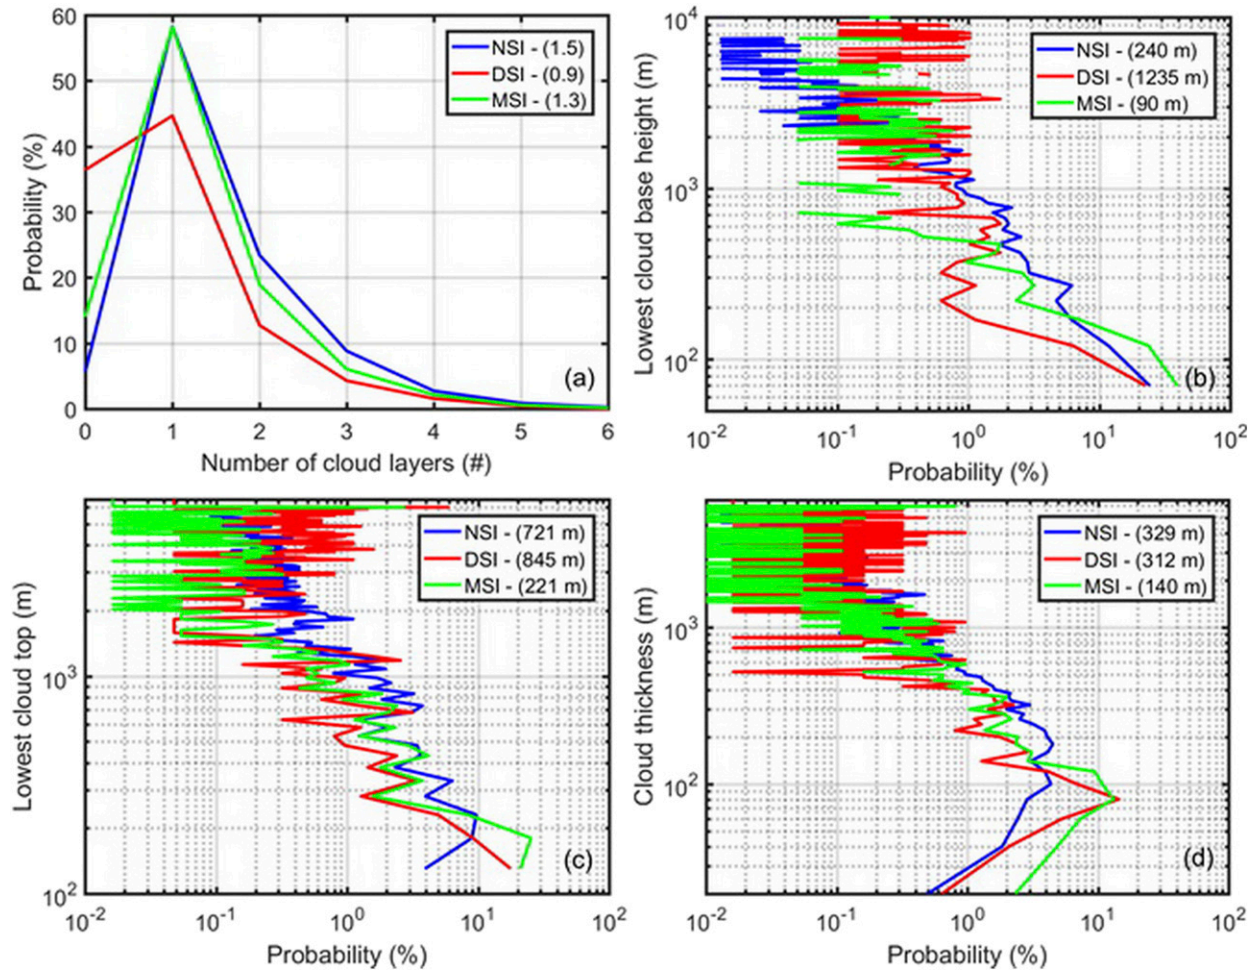 60
50
40
30
20
10
0
0 1 2 3 4 5 6
Probability (%)
Number of cloud layers (#)
NSI - (1.5)
DSI - (0.9)
MSI - (1.3)
(a)
10^4
10^3
10^2
10^-2 10^-1 10^0 10^1 10^2
Lowest cloud base height (m)
Probability (%)
NSI - (240 m)
DSI - (1235 m)
MSI - (90 m)
(b)
10^3
10^2
10^-2 10^-1 10^0 10^1 10^2
Lowest cloud top (m)
Probability (%)
NSI - (721 m)
DSI - (845 m)
MSI - (221 m)
(c)
10^3
10^2
10^-2 10^-1 10^0 10^1 10^2
Cloud thickness (m)
Probability (%)
NSI - (329 m)
DSI - (312 m)
MSI - (140 m)
(d)